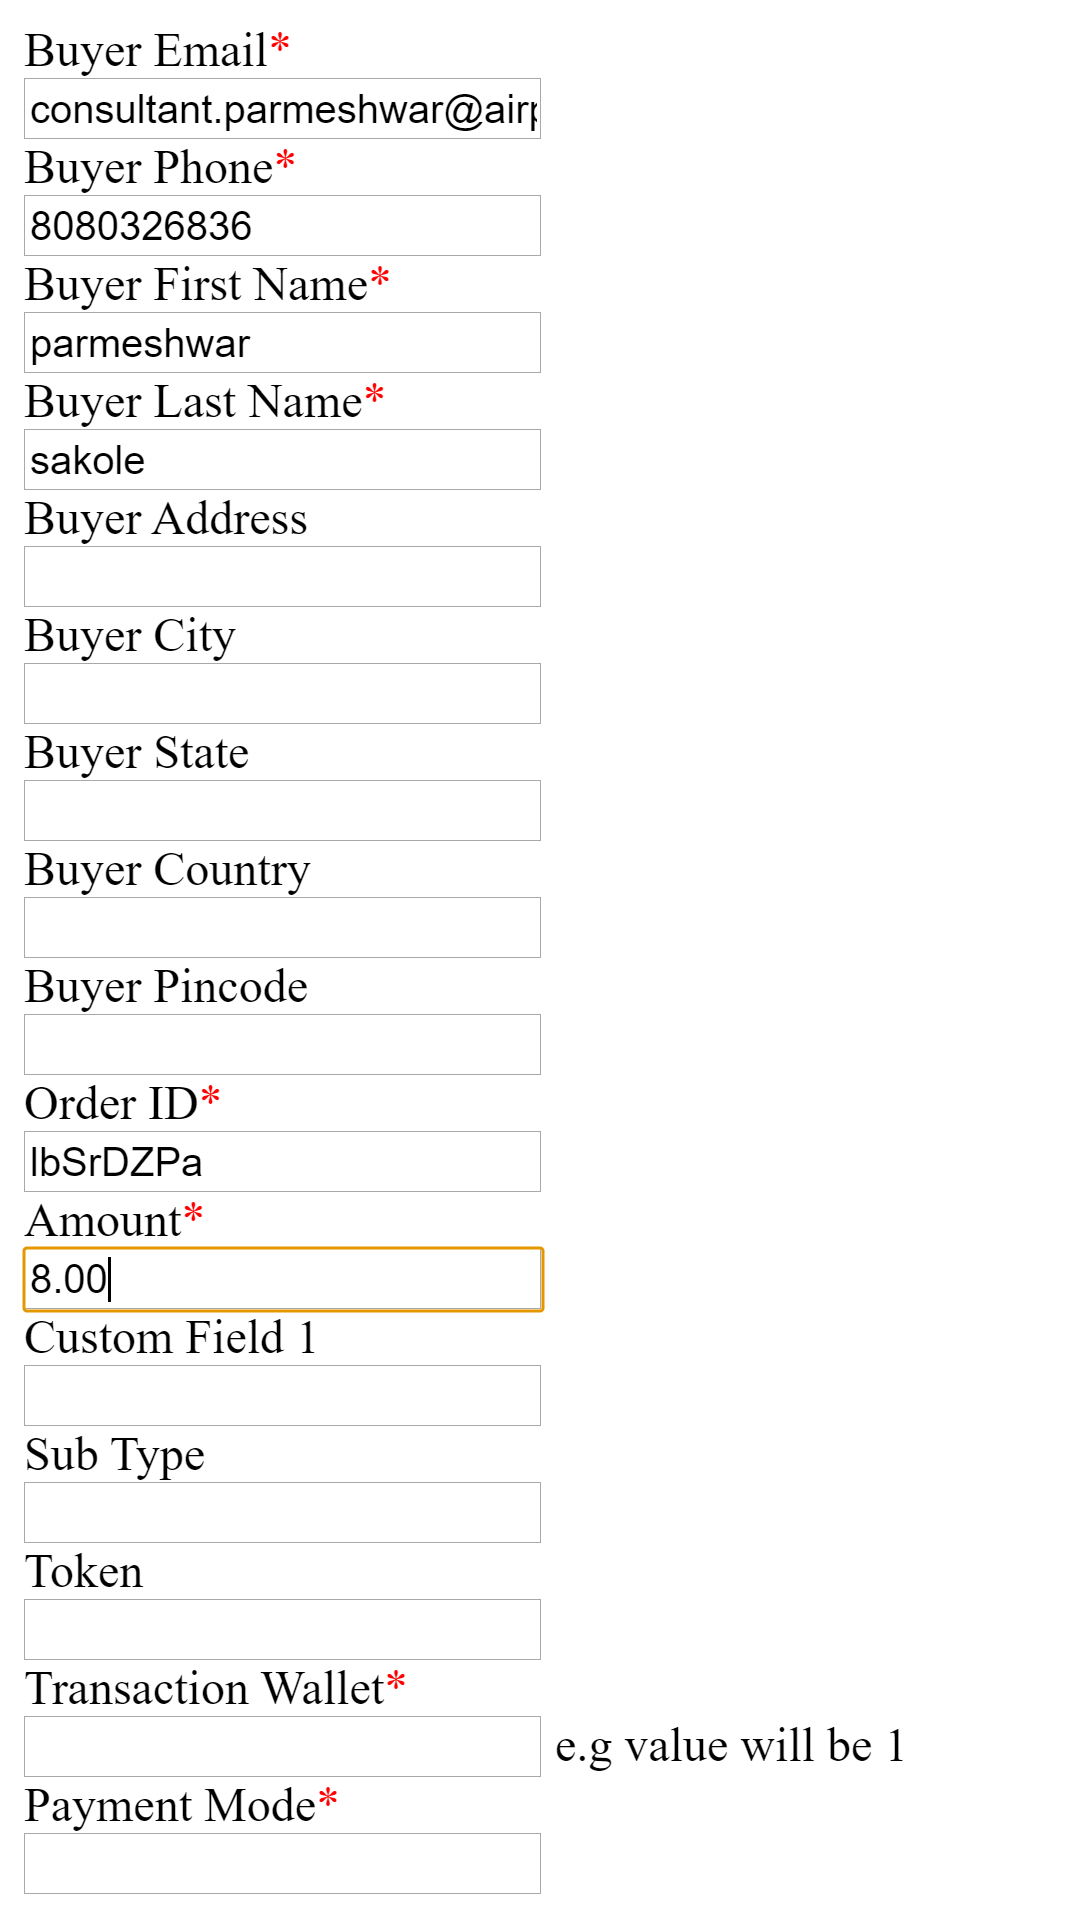 Buyer Email*
consultant.parmeshwar@air
Buyer Phone*
8080326836
Buyer First Name*
parmeshwar
Buyer Last Name*
sakole
Buyer Address
Buyer City
Buyer State
Buyer Country
Buyer Pincode
Order ID*
lbSrDZPa
Amount*
8.00
Custom Field 1
Sub Type
Token
Transaction Wallet*
e.g value will be 1
Payment Mode*